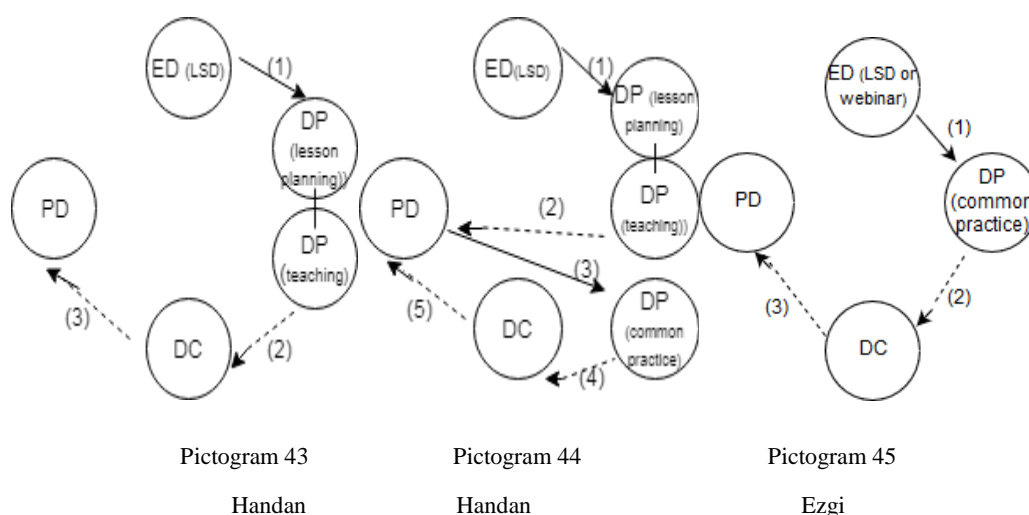 ED (LSD)
(1)
DP
(lesson
planning))
DP
(teaching)
(2)
DC
(3)
PD
ED(LSD)
(1)
DP (lesson
planning)
DP
(teaching))
(2)
PD
(3)
DP
(common
practice)
(4)
DC
(5)
ED (LSD or
webinar)
(1)
DP
(common
practice)
(2)
DC
(3)
PD
Pictogram 43
Pictogram 44
Pictogram 45
Handan
Handan
Ezgi